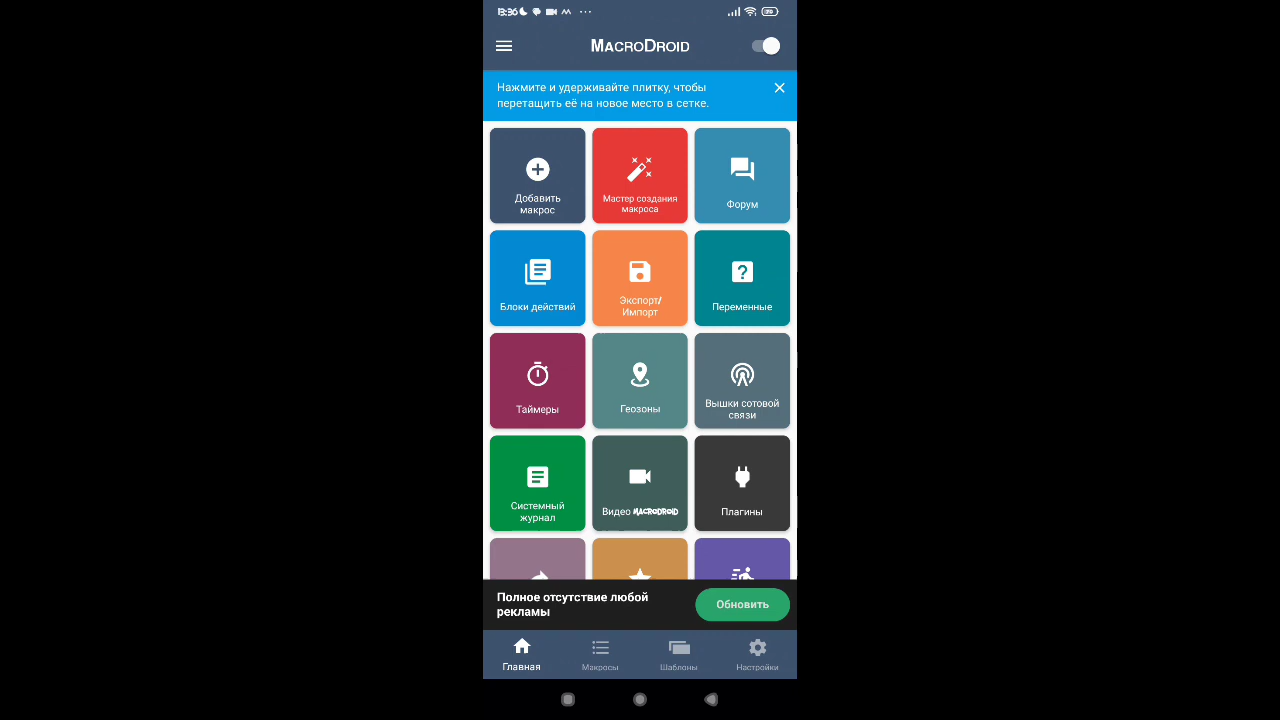 13:36
MACRODROID
Нажмите и удерживайте плитку, чтобы
перетащить её на новое место в сетке.
Добавить
макрос
Мастер создания
макроса
Форум
Блоки действий
Экспорт/
Импорт
Переменные
Таймеры
Геозоны
Вышки сотовой
связи
Системный
журнал
Видео MACRODROID
Плагины
Полное отсутствие любой
рекламы
Обновить
Главная
Макросы
Шаблоны
Настройки